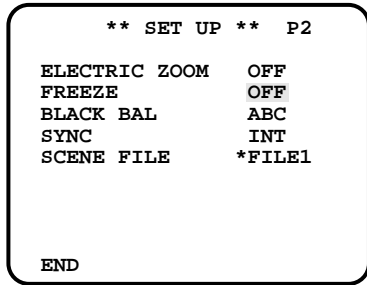 ** SET UP ** P2
ELECTRIC ZOOM OFF
FREEZE OFF
BLACK BAL ABC
SYNC INT
SCENE FILE *FILE1
END